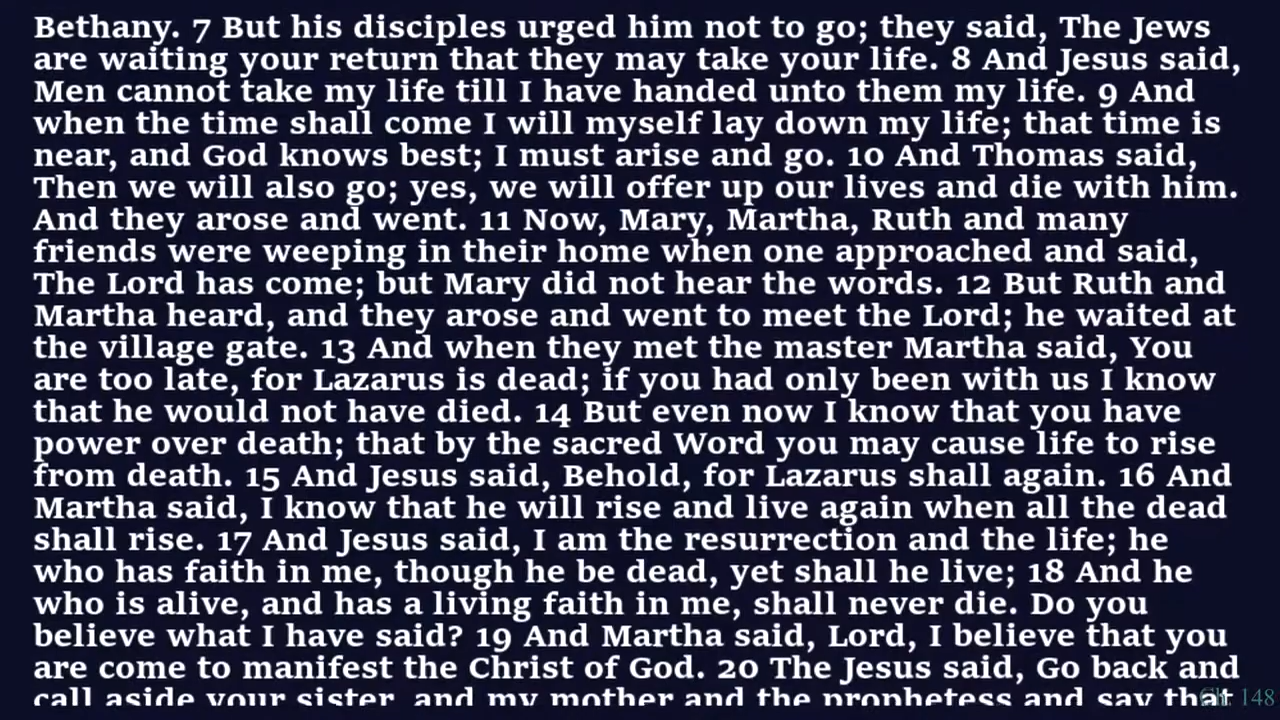 Bethany. 7 But his disciples urged him not to go; they said, The Jews
are waiting your return that they may take your life. 8 And Jesus said,
Men cannot take my life till I have handed unto them my life. 9 And
when the time shall come I will myself lay down my life; that time is
near, and God knows best; I must arise and go. 10 And Thomas said,
Then we will also go; yes, we will offer up our lives and die with him.
And they arose and went. 11 Now, Mary, Martha, Ruth and many
friends were weeping in their home when one approached and said,
The Lord has come; but Mary did not hear the words. 12 But Ruth and
Martha heard, and they arose and went to meet the Lord; he waited at
the village gate. 13 And when they met the master Martha said, You
are too late, for Lazarus is dead; if you had only been with us I know
that he would not have died. 14 But even now I know that you have
power over death; that by the sacred Word you may cause life to rise
from death. 15 And Jesus said, Behold, for Lazarus shall again. 16 And
Martha said, I know that he will rise and live again when all the dead
shall rise. 17 And Jesus said, I am the resurrection and the life; he
who has faith in me, though he be dead, yet shall he live; 18 And he
who is alive, and has a living faith in me, shall never die. Do you
believe what I have said? 19 And Martha said, Lord, I believe that you
are come to manifest the Christ of God. 20 The Jesus said, Go back and
call aside your sister, and my mother and the prophetess and say that
Ch. 148